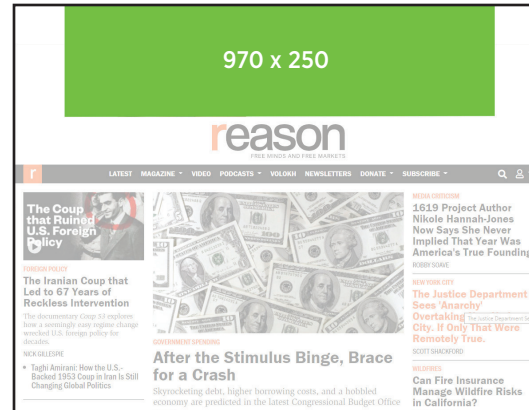 970 x 250
reason
FREE MINDS AND FREE MARKETS
r
LATEST MAGAZINE VIDEO PODCASTS VOLOKH NEWSLETTERS DONATE SUBSCRIBE
The Coup
that Ruined
U.S. Foreign
Policy
FOREIGN POLICY
The Iranian Coup that
Led to 67 Years of
Reckless Intervention
The documentary Coup 53 explores
how a seemingly easy regime change
wrecked U.S. foreign policy for
decades.
NICK GILLESPIE
Taghi Amirani: How the U.S.-
Backed 1953 Coup in Iran Is Still
Changing Global Politics
GOVERNMENT SPENDING
After the Stimulus Binge, Brace
for a Crash
Skyrocketing debt, higher borrowing costs, and a hobbled
economy are predicted in the latest Congressional Budget Office
MEDIA CRITICISM
1619 Project Author
Nikole Hannah-Jones
Now Says She Never
Implied That Year Was
America's True Founding
ROBBY SOAVE
NEW YORK CITY
The Justice Department
Sees 'Anarchy'
Overtaking
The Justice Department Se
City. If Only That Were
Remotely True.
SCOTT SHACKFORD
WILDFIRES
Can Fire Insurance
Manage Wildfire Risks
in California?